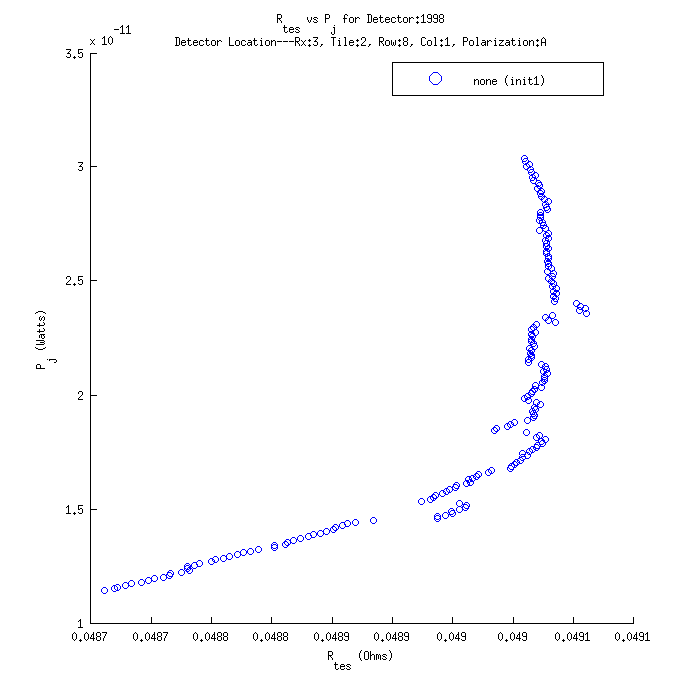 R_tes vs P_j for Detector:1998
Detector Location---Rx:3, Tile:2, Row:8, Col:1, Polarization:A
x 10^-11
none (init1)
3.5
3
2.5
2
1.5
1
P_j (Watts)
0.0487 0.0487 0.0488 0.0488 0.0489 0.0489 0.049 0.049 0.0491 0.0491
R_tes (Ohms)